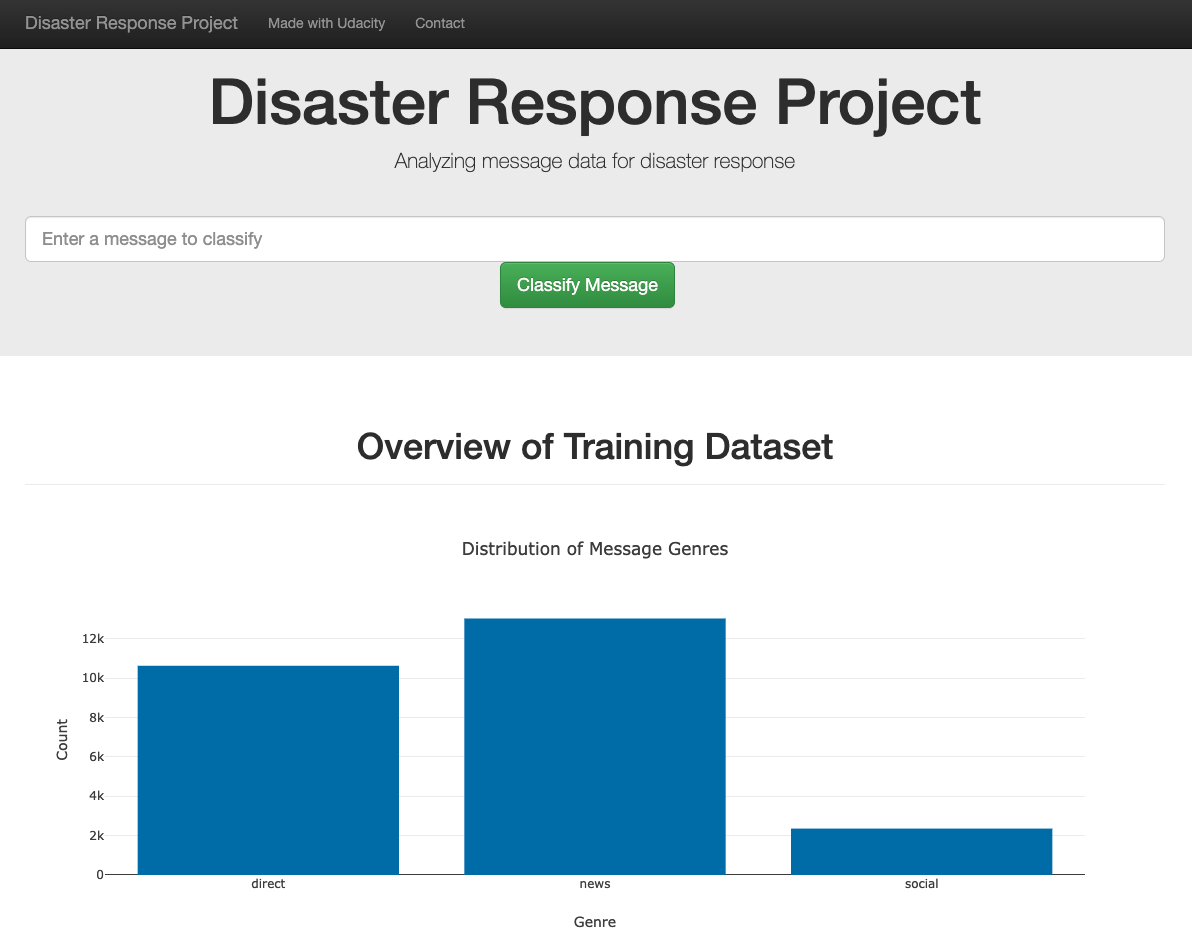 Disaster Response Project Made with Udacity Contact
Disaster Response Project
Analyzing message data for disaster response
Enter a message to classify
Classify Message
Overview of Training Dataset
Distribution of Message Genres
12k
10k
8k
6k
4k
2k
0
Count
direct news social
Genre